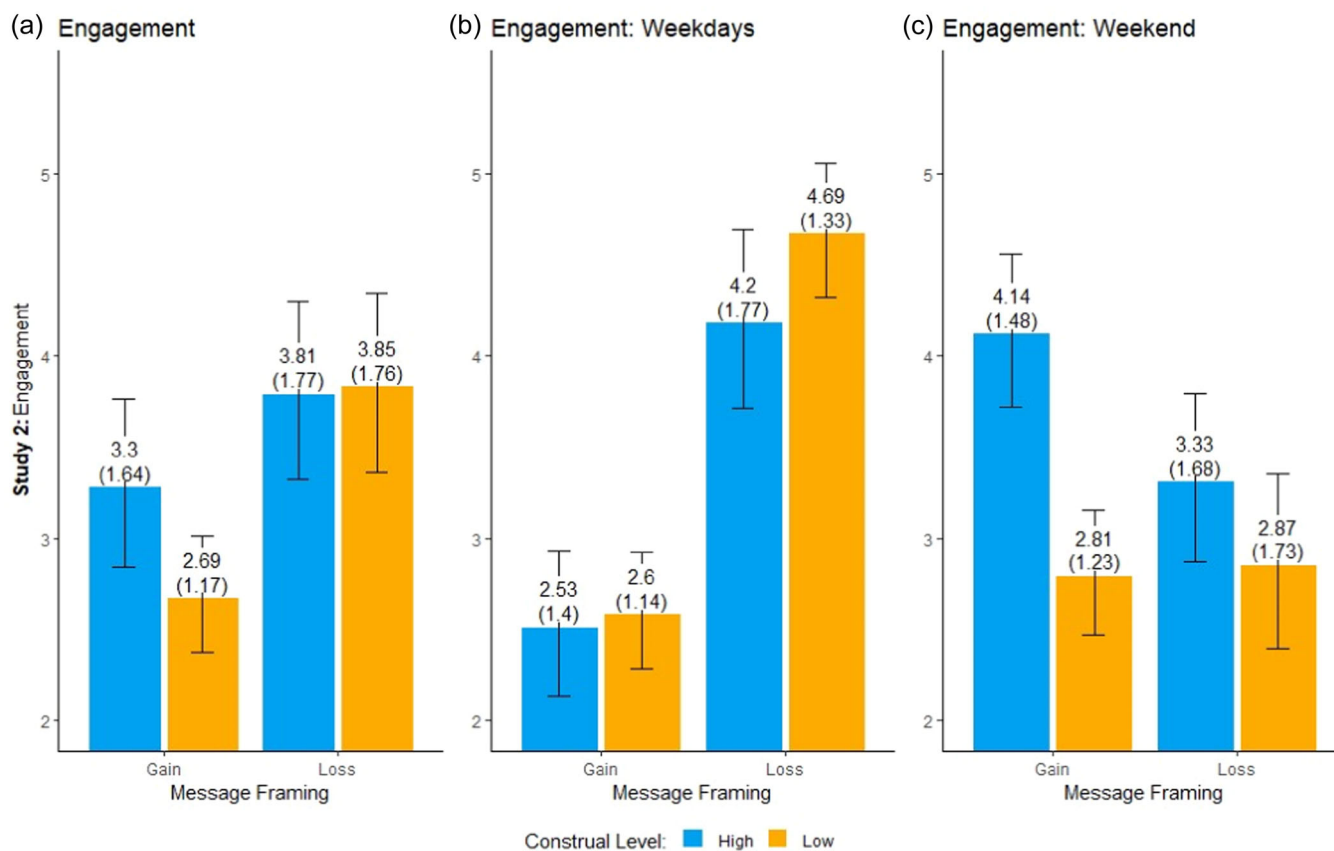 (a) Engagement
(b) Engagement: Weekdays
(c) Engagement: Weekend
Study 2: Engagement
5
4
3
2
3.3
(1.64)
2.69
(1.17)
3.81
(1.77)
3.85
(1.76)
Gain
Loss
Message Framing
5
4
3
2
2.53
(1.4)
2.6
(1.14)
4.2
(1.77)
4.69
(1.33)
Gain
Loss
Message Framing
5
4
3
2
4.14
(1.48)
2.81
(1.23)
3.33
(1.68)
2.87
(1.73)
Gain
Loss
Message Framing
Construal Level: High Low